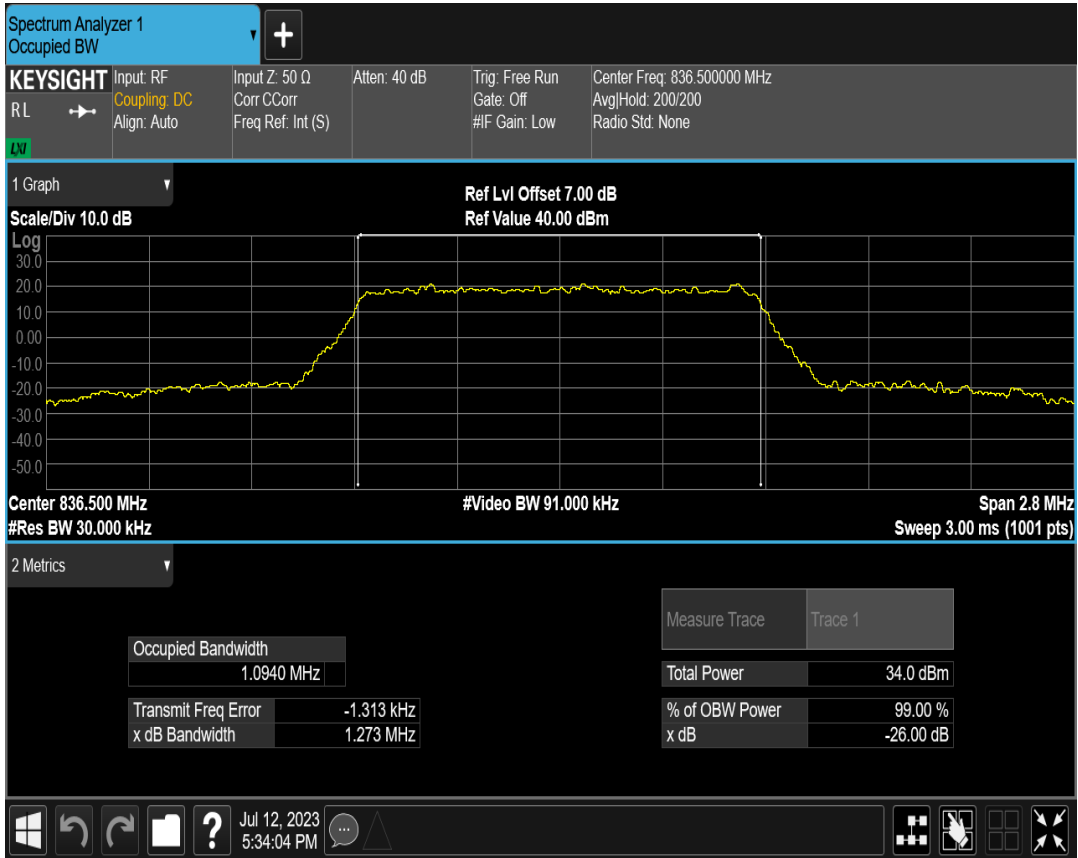 Spectrum Analyzer 1
Occupied BW
+
KEYSIGHT
RL
LXI
Input: RF
Coupling: DC
Align: Auto
Input Z: 50 Ω
Corr CCorr
Freq Ref: Int (S)
Atten: 40 dB
Trig: Free Run
Gate: Off
#IF Gain: Low
Center Freq: 836.500000 MHz
Avg|Hold: 200/200
Radio Std: None
1 Graph
Scale/Div 10.0 dB
Ref Lvl Offset 7.00 dB
Ref Value 40.00 dBm
Log
30.0
20.0
10.0
0.00
-10.0
-20.0
-30.0
-40.0
-50.0
Center 836.500 MHz
#Res BW 30.000 kHz
#Video BW 91.000 kHz
Span 2.8 MHz
Sweep 3.00 ms (1001 pts)
2 Metrics
Occupied Bandwidth
1.0940 MHz
Transmit Freq Error -1.313 kHz
x dB Bandwidth 1.273 MHz
Measure Trace Trace 1
Total Power 34.0 dBm
% of OBW Power 99.00 %
x dB -26.00 dB
?
Jul 12, 2023
5:34:04 PM